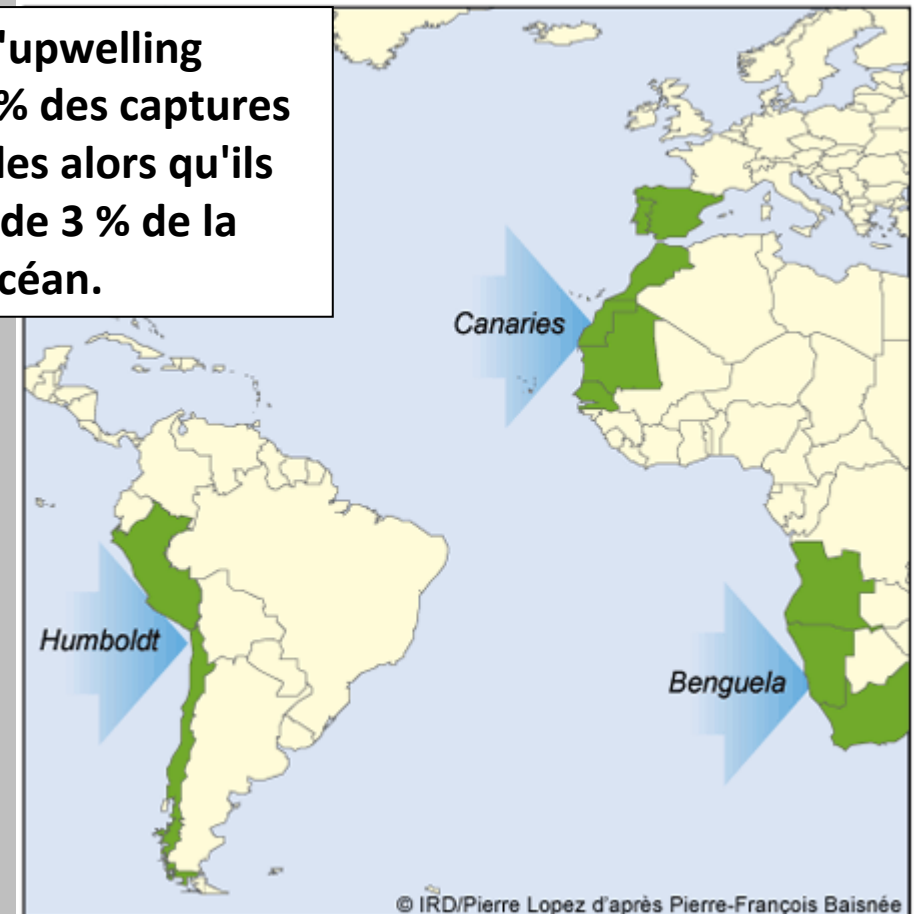 'upwelling
% des captures
les alors qu'ils
de 3 % de la
céan.
Canaries
Humboldt
Benguela
© IRD/Pierre Lopez d'après Pierre-François Baisnée